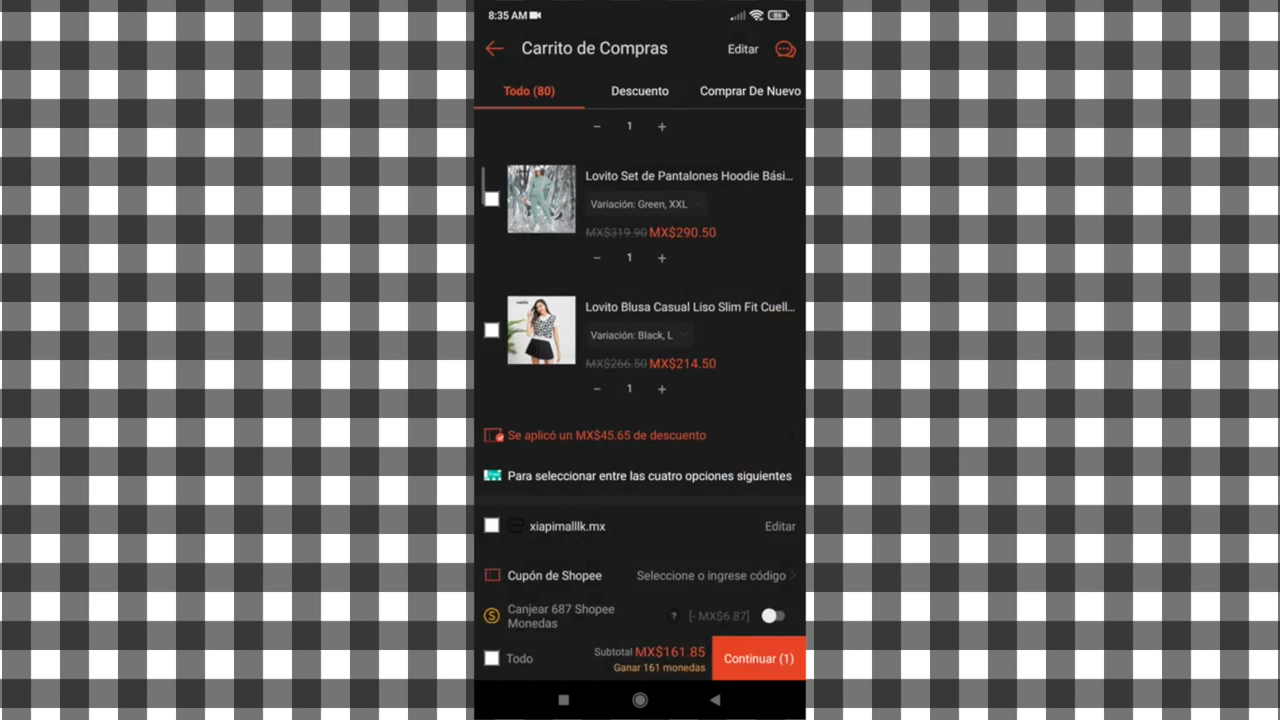 8:35 AM
86
Carrito de Compras
Editar
Todo (80)
Descuento
Comprar De Nuevo
− 1 +
Lovito Set de Pantalones Hoodie Bási...
Variación: Green, XXL
MX$319.90 MX$290.50
− 1 +
Lovito Blusa Casual Liso Slim Fit Cuell...
Variación: Black, L
MX$266.50 MX$214.50
− 1 +
Se aplicó un MX$45.65 de descuento
Para seleccionar entre las cuatro opciones siguientes
xiapimalllk.mx
Editar
Cupón de Shopee
Seleccione o ingrese código
Canjear 687 Shopee
Monedas
? [- MX$6.87]
Todo
Subtotal MX$161.85
Ganar 161 monedas
Continuar (1)